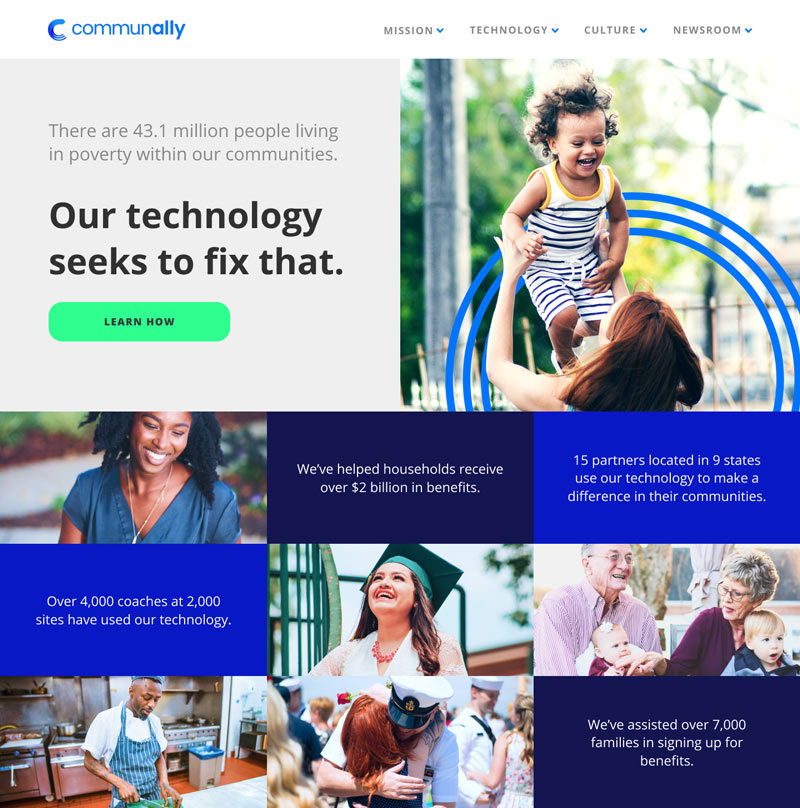 communally
MISSION
TECHNOLOGY
CULTURE
NEWSROOM
There are 43.1 million people living
in poverty within our communities.
Our technology
seeks to fix that.
LEARN HOW
We've helped households receive
over $2 billion in benefits.
15 partners located in 9 states
use our technology to make a
difference in their communities.
Over 4,000 coaches at 2,000
sites have used our technology.
We've assisted over 7,000
families in signing up for
benefits.